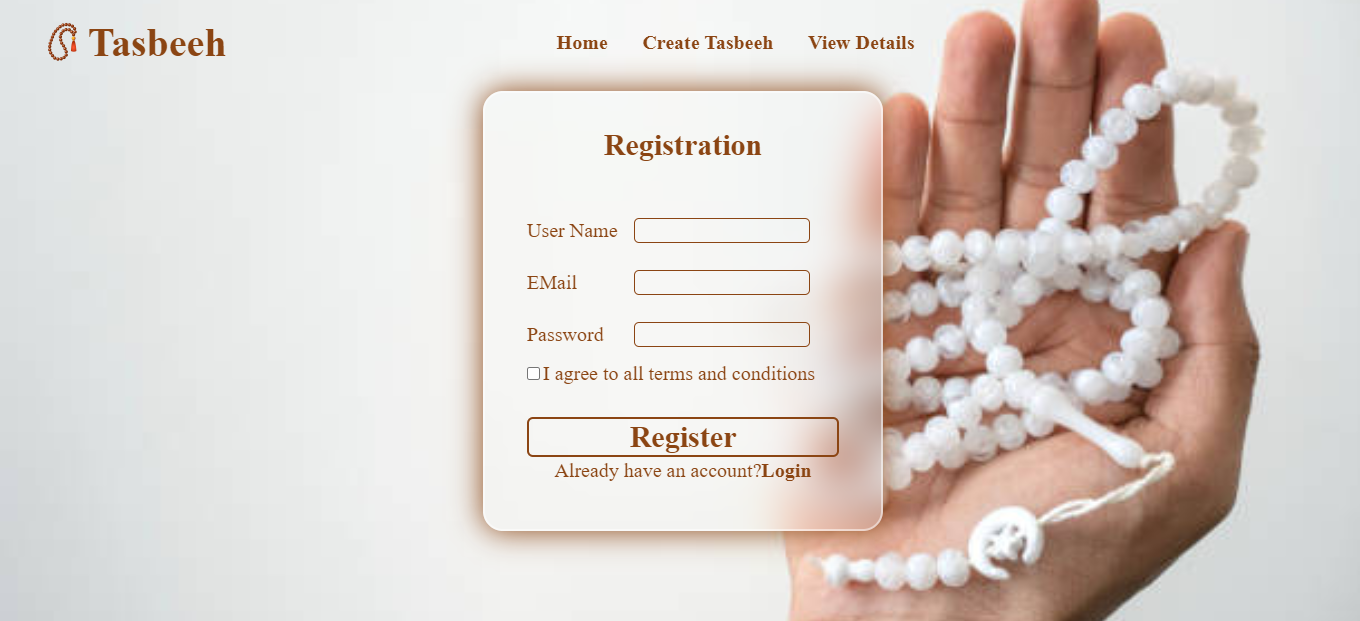 Tasbeeh
Home Create Tasbeeh View Details
Registration
User Name
EMail
Password
I agree to all terms and conditions
Register
Already have an account?Login